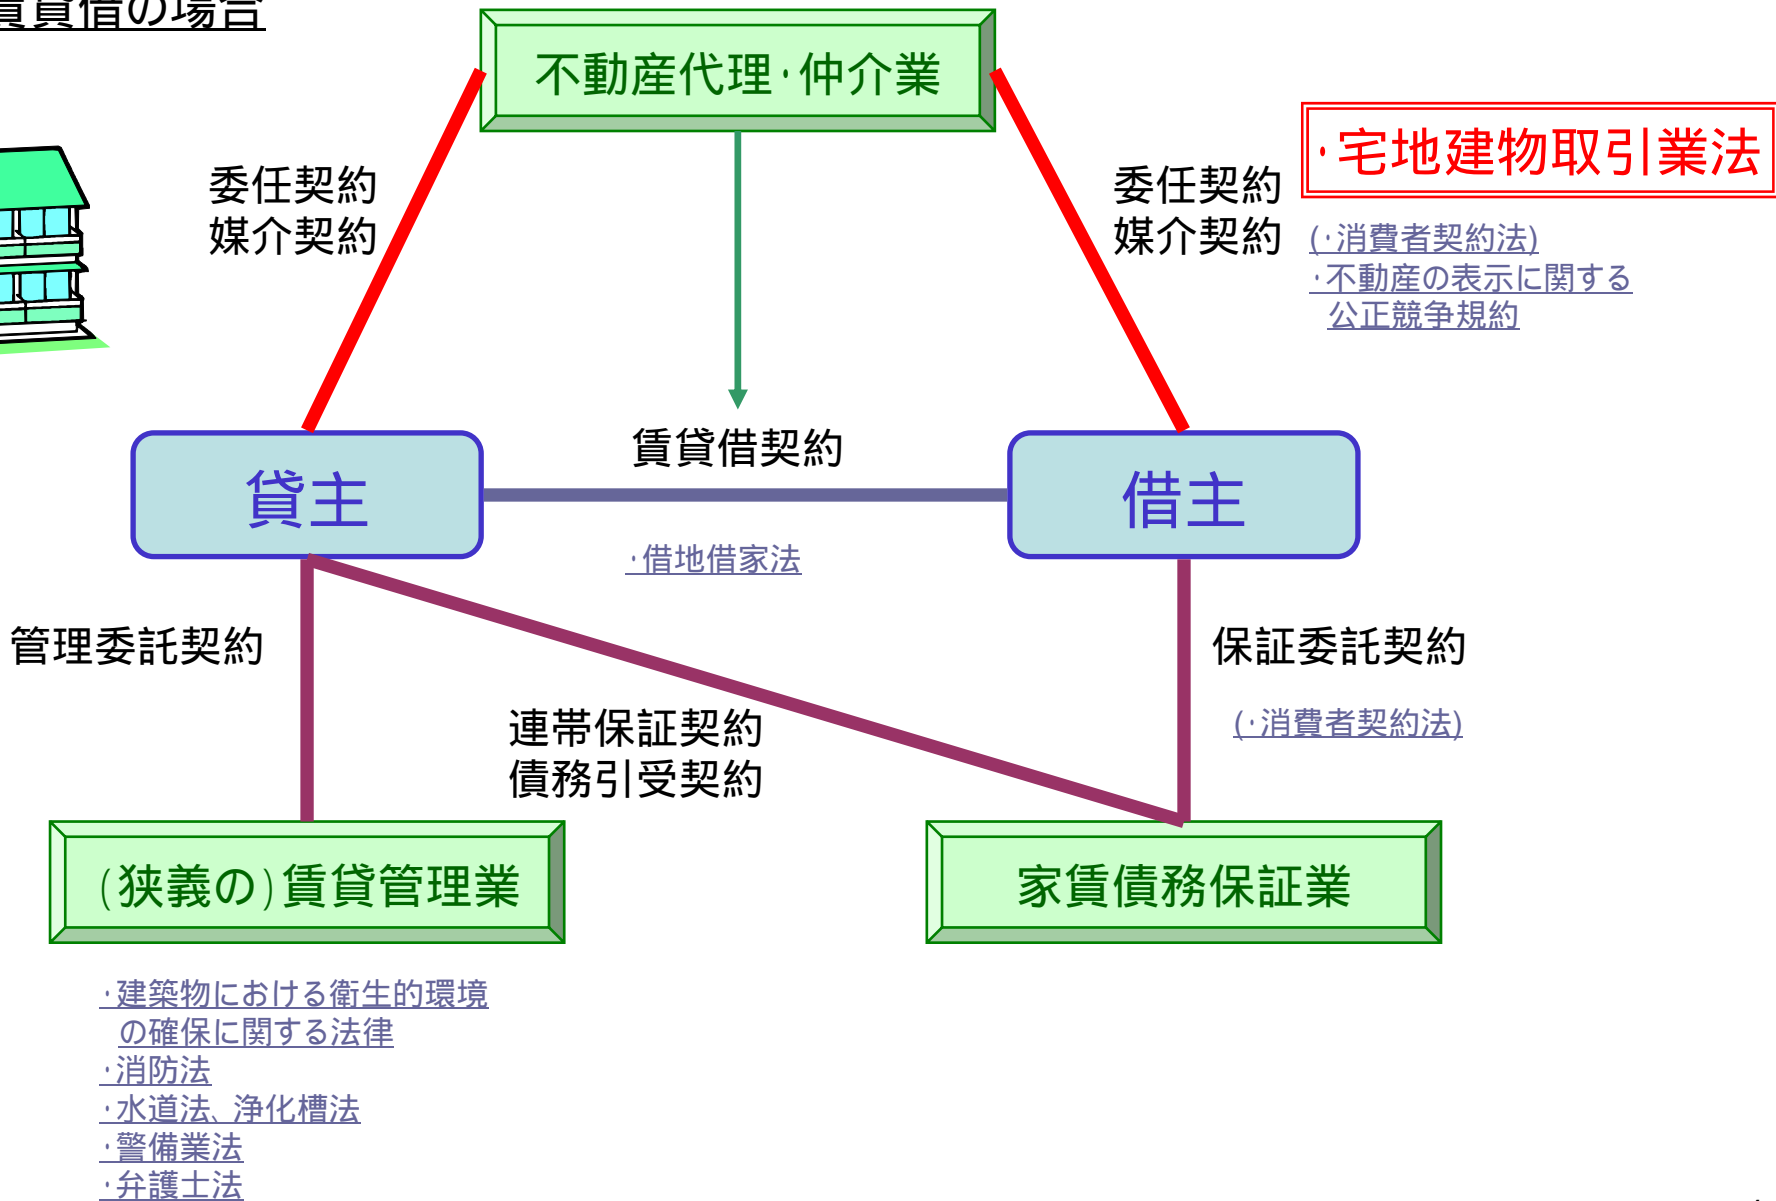 賃貸借の場合
不動産代理・仲介業
・宅地建物取引業法
委任契約
媒介契約
委任契約
媒介契約
(・消費者契約法)
・不動産の表示に関する
公正競争規約
賃貸借契約
貸主
借主
・借地借家法
管理委託契約
保証委託契約
(・消費者契約法)
連帯保証契約
債務引受契約
(狭義の)賃貸管理業
家賃債務保証業
・建築物における衛生的環境
の確保に関する法律
・消防法
・水道法、浄化槽法
・警備業法
・弁護士法